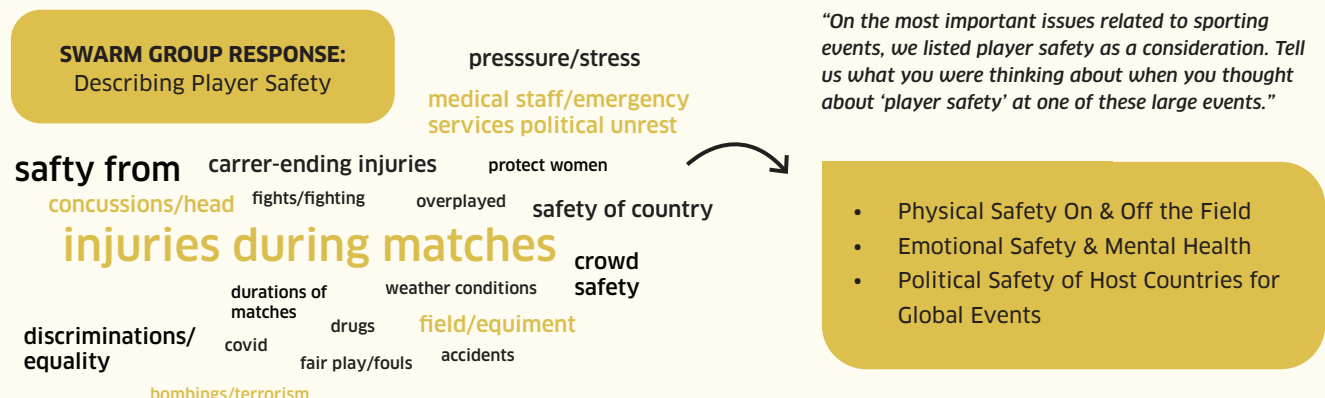 SWARM GROUP RESPONSE:
Describing Player Safety
presssure/stress
medical staff/emergency
services political unrest
safty from
carrer-ending injuries
protect women
concussions/head
fights/fighting
overplayed
safety of country
injuries during matches
crowd
safety
durations of
matches
weather conditions
drugs
field/equiment
discriminations/
equality
covid
fair play/fouls
accidents
bombings/terrorism
“On the most important issues related to sporting
events, we listed player safety as a consideration. Tell
us what you were thinking about when you thought
about ‘player safety’ at one of these large events.”
• Physical Safety On & Off the Field
• Emotional Safety & Mental Health
• Political Safety of Host Countries for
Global Events